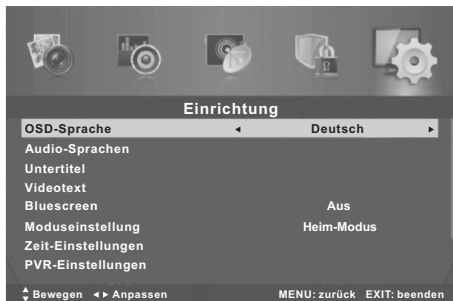 Einrichtung
OSD-Sprache Deutsch
Audio-Sprachen
Untertitel
Videotext
Bluescreen Aus
Moduseinstellung Heim-Modus
Zeit-Einstellungen
PVR-Einstellungen
Bewegen Anpassen MENU: zurück EXIT: beenden